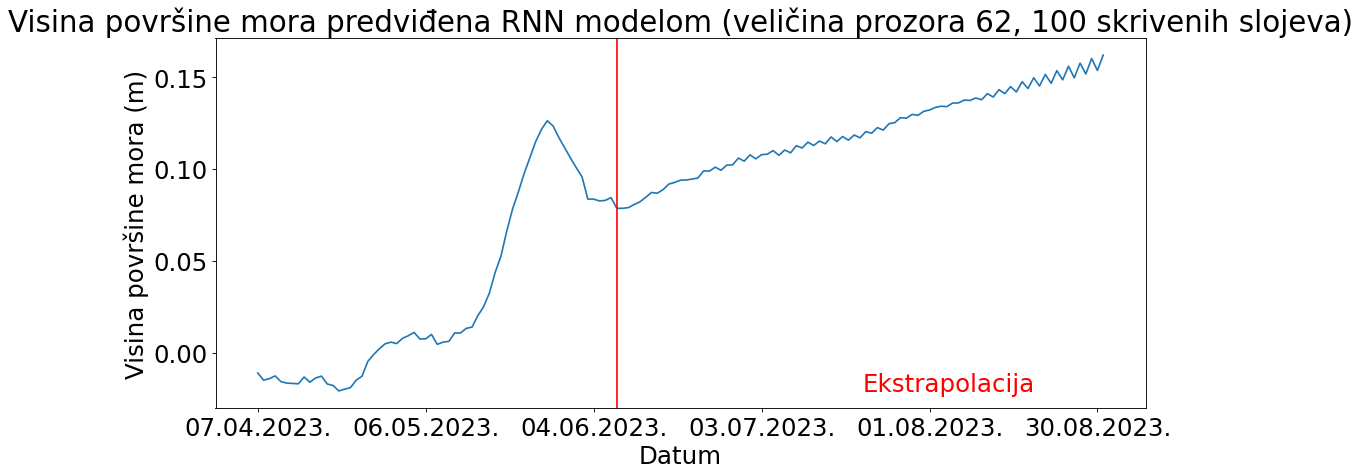 Visina površine mora predviđena RNN modelom (veličina prozora 62, 100 skrivenih slojeva)
Visina površine mora (m)
0.15
0.10
0.05
0.00
Ekstrapolacija
07.04.2023. 06.05.2023. 04.06.2023. 03.07.2023. 01.08.2023. 30.08.2023.
Datum